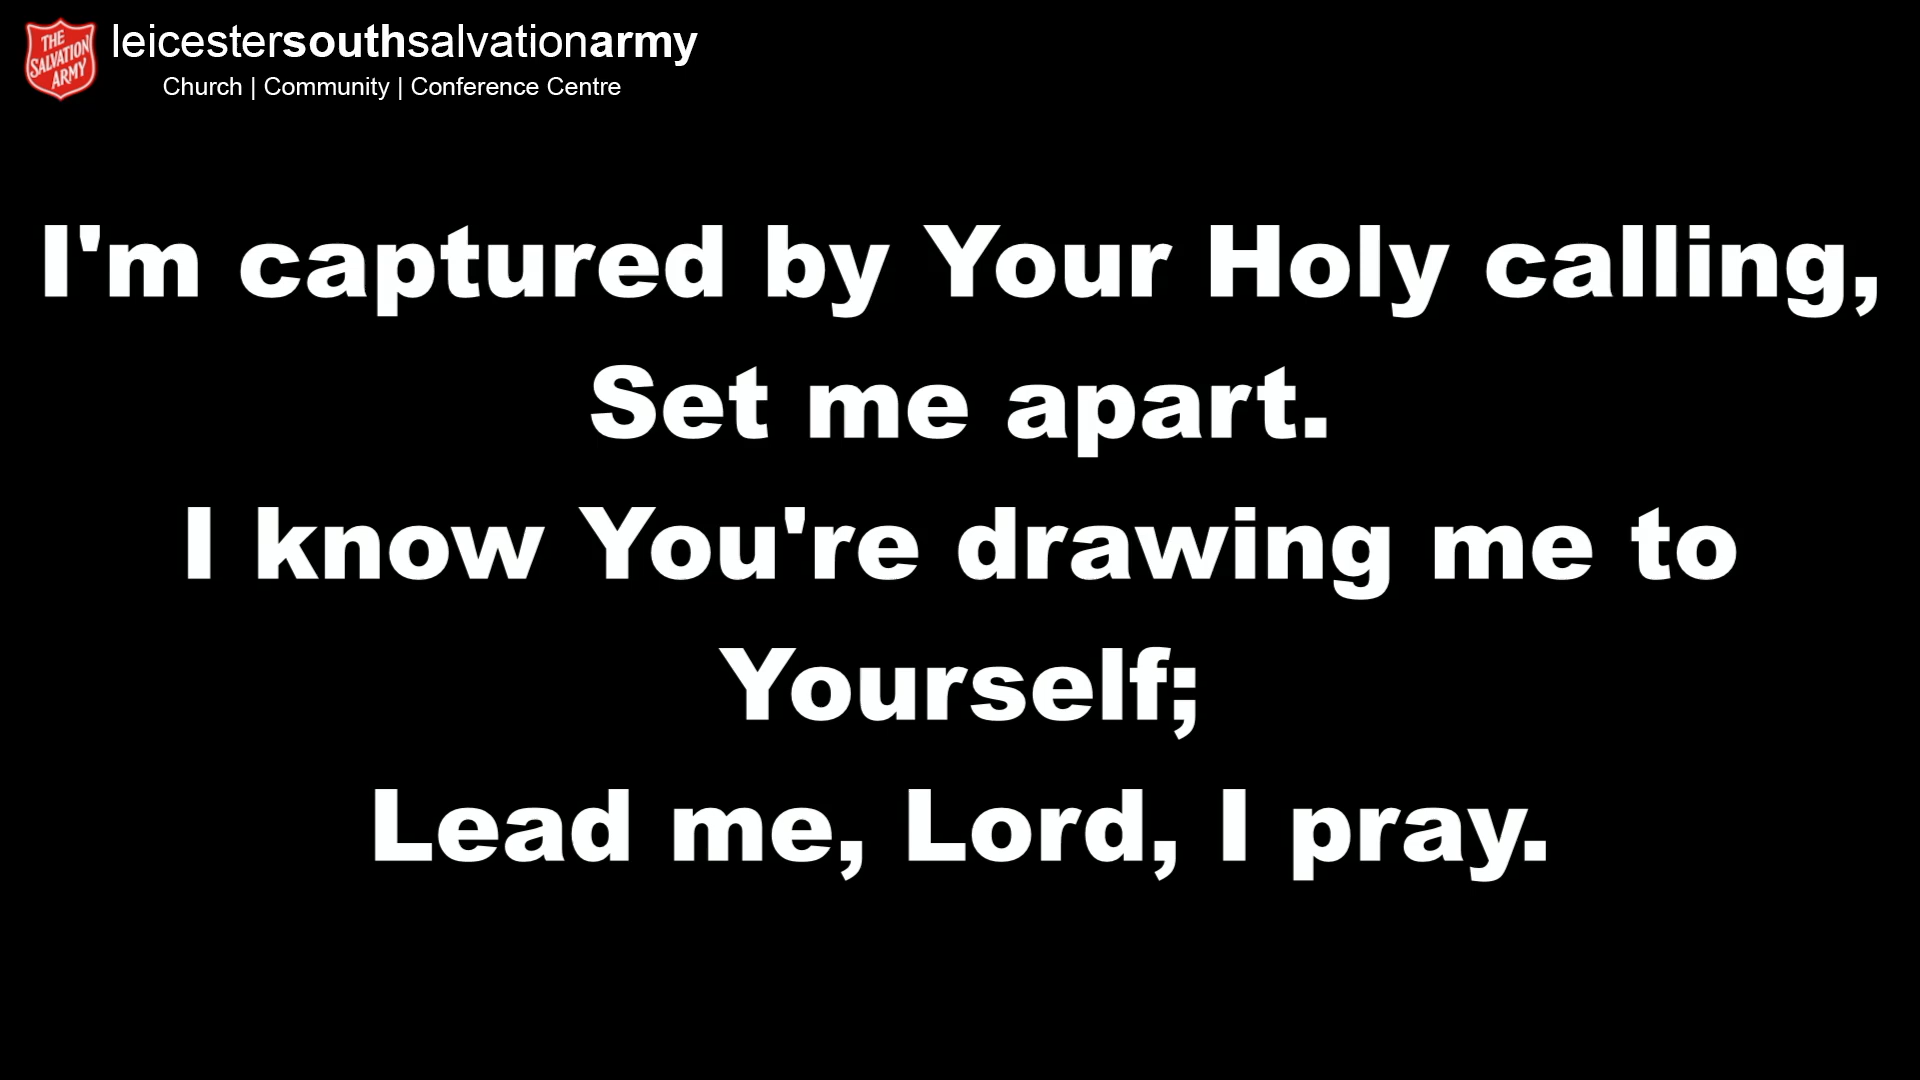 THE
SALVATION
ARMY
leicestersouthsalvationarmy
Church | Community | Conference Centre
I'm captured by Your Holy calling,
Set me apart.
I know You're drawing me to
Yourself;
Lead me, Lord, I pray.